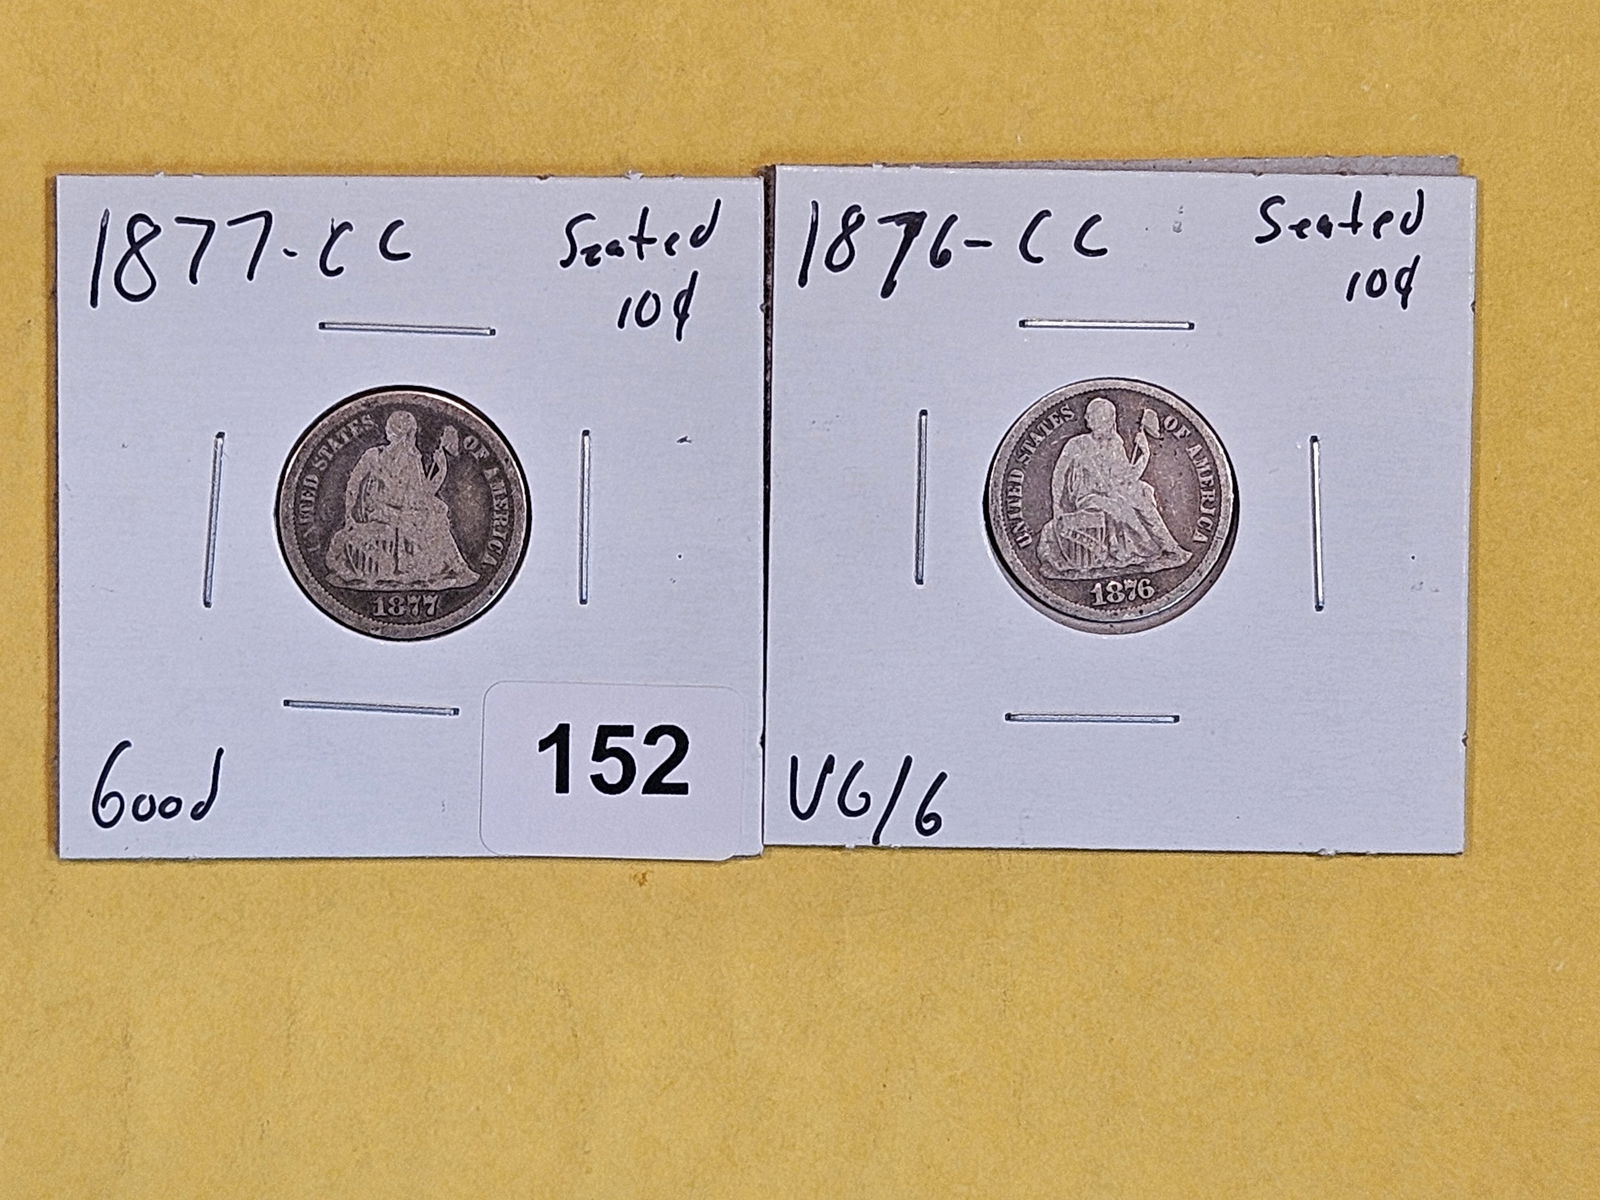 1877-CC Seated
10¢
UNITED STATES OF AMERICA
1877
Good
152
1876-CC Seated
10¢
UNITED STATES OF AMERICA
1876
VG/G